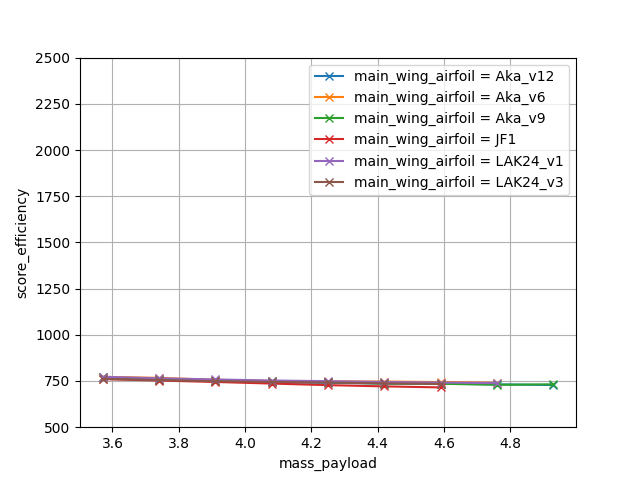 2500
2250
2000
1750
1500
1250
1000
750
500
score_efficiency
main_wing_airfoil = Aka_v12
main_wing_airfoil = Aka_v6
main_wing_airfoil = Aka_v9
main_wing_airfoil = JF1
main_wing_airfoil = LAK24_v1
main_wing_airfoil = LAK24_v3
3.6 3.8 4.0 4.2 4.4 4.6 4.8
mass_payload